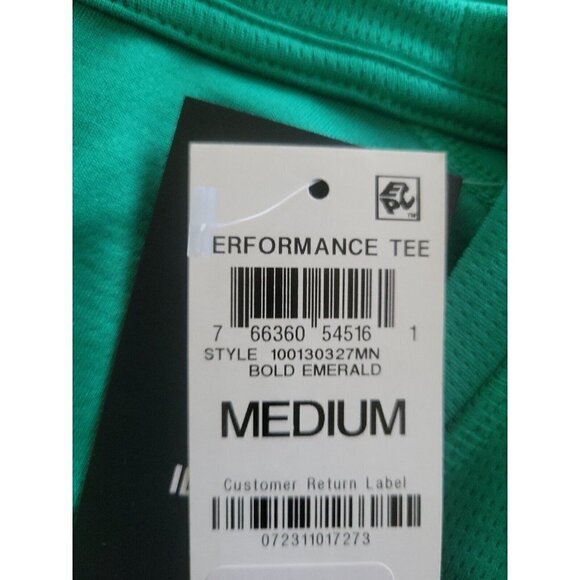 ERFORMANCE TEE
7 66360 54516 1
STYLE 100130327MN
BOLD EMERALD
MEDIUM
Customer Return Label
072311017273